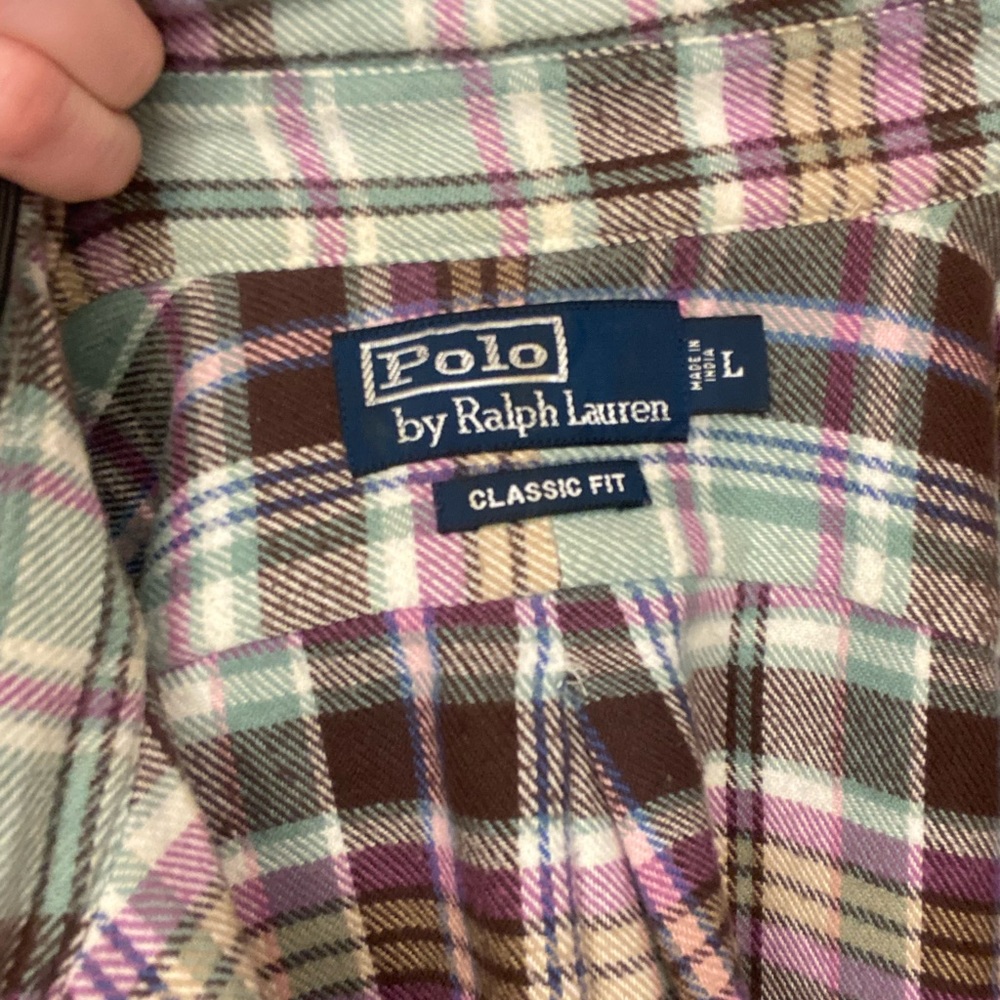 Polo
by Ralph Lauren
MADE IN
INDIA
L
CLASSIC FIT